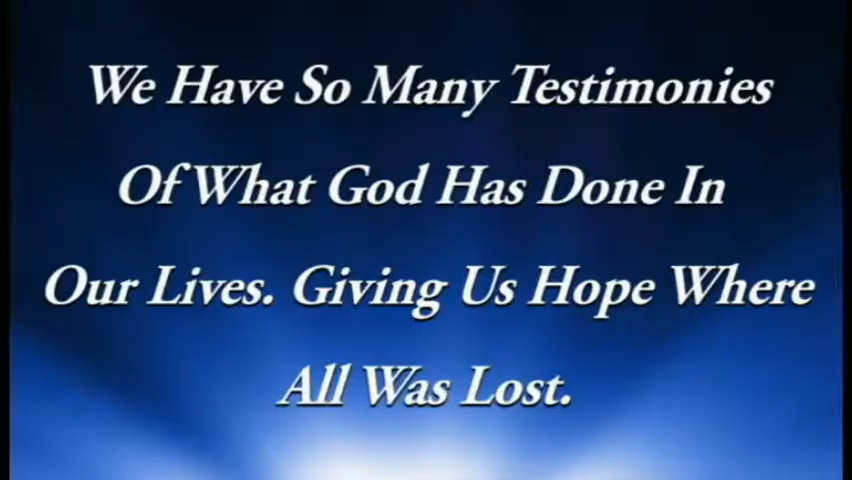 We Have So Many Testimonies
Of What God Has Done In
Our Lives. Giving Us Hope Where
All Was Lost.